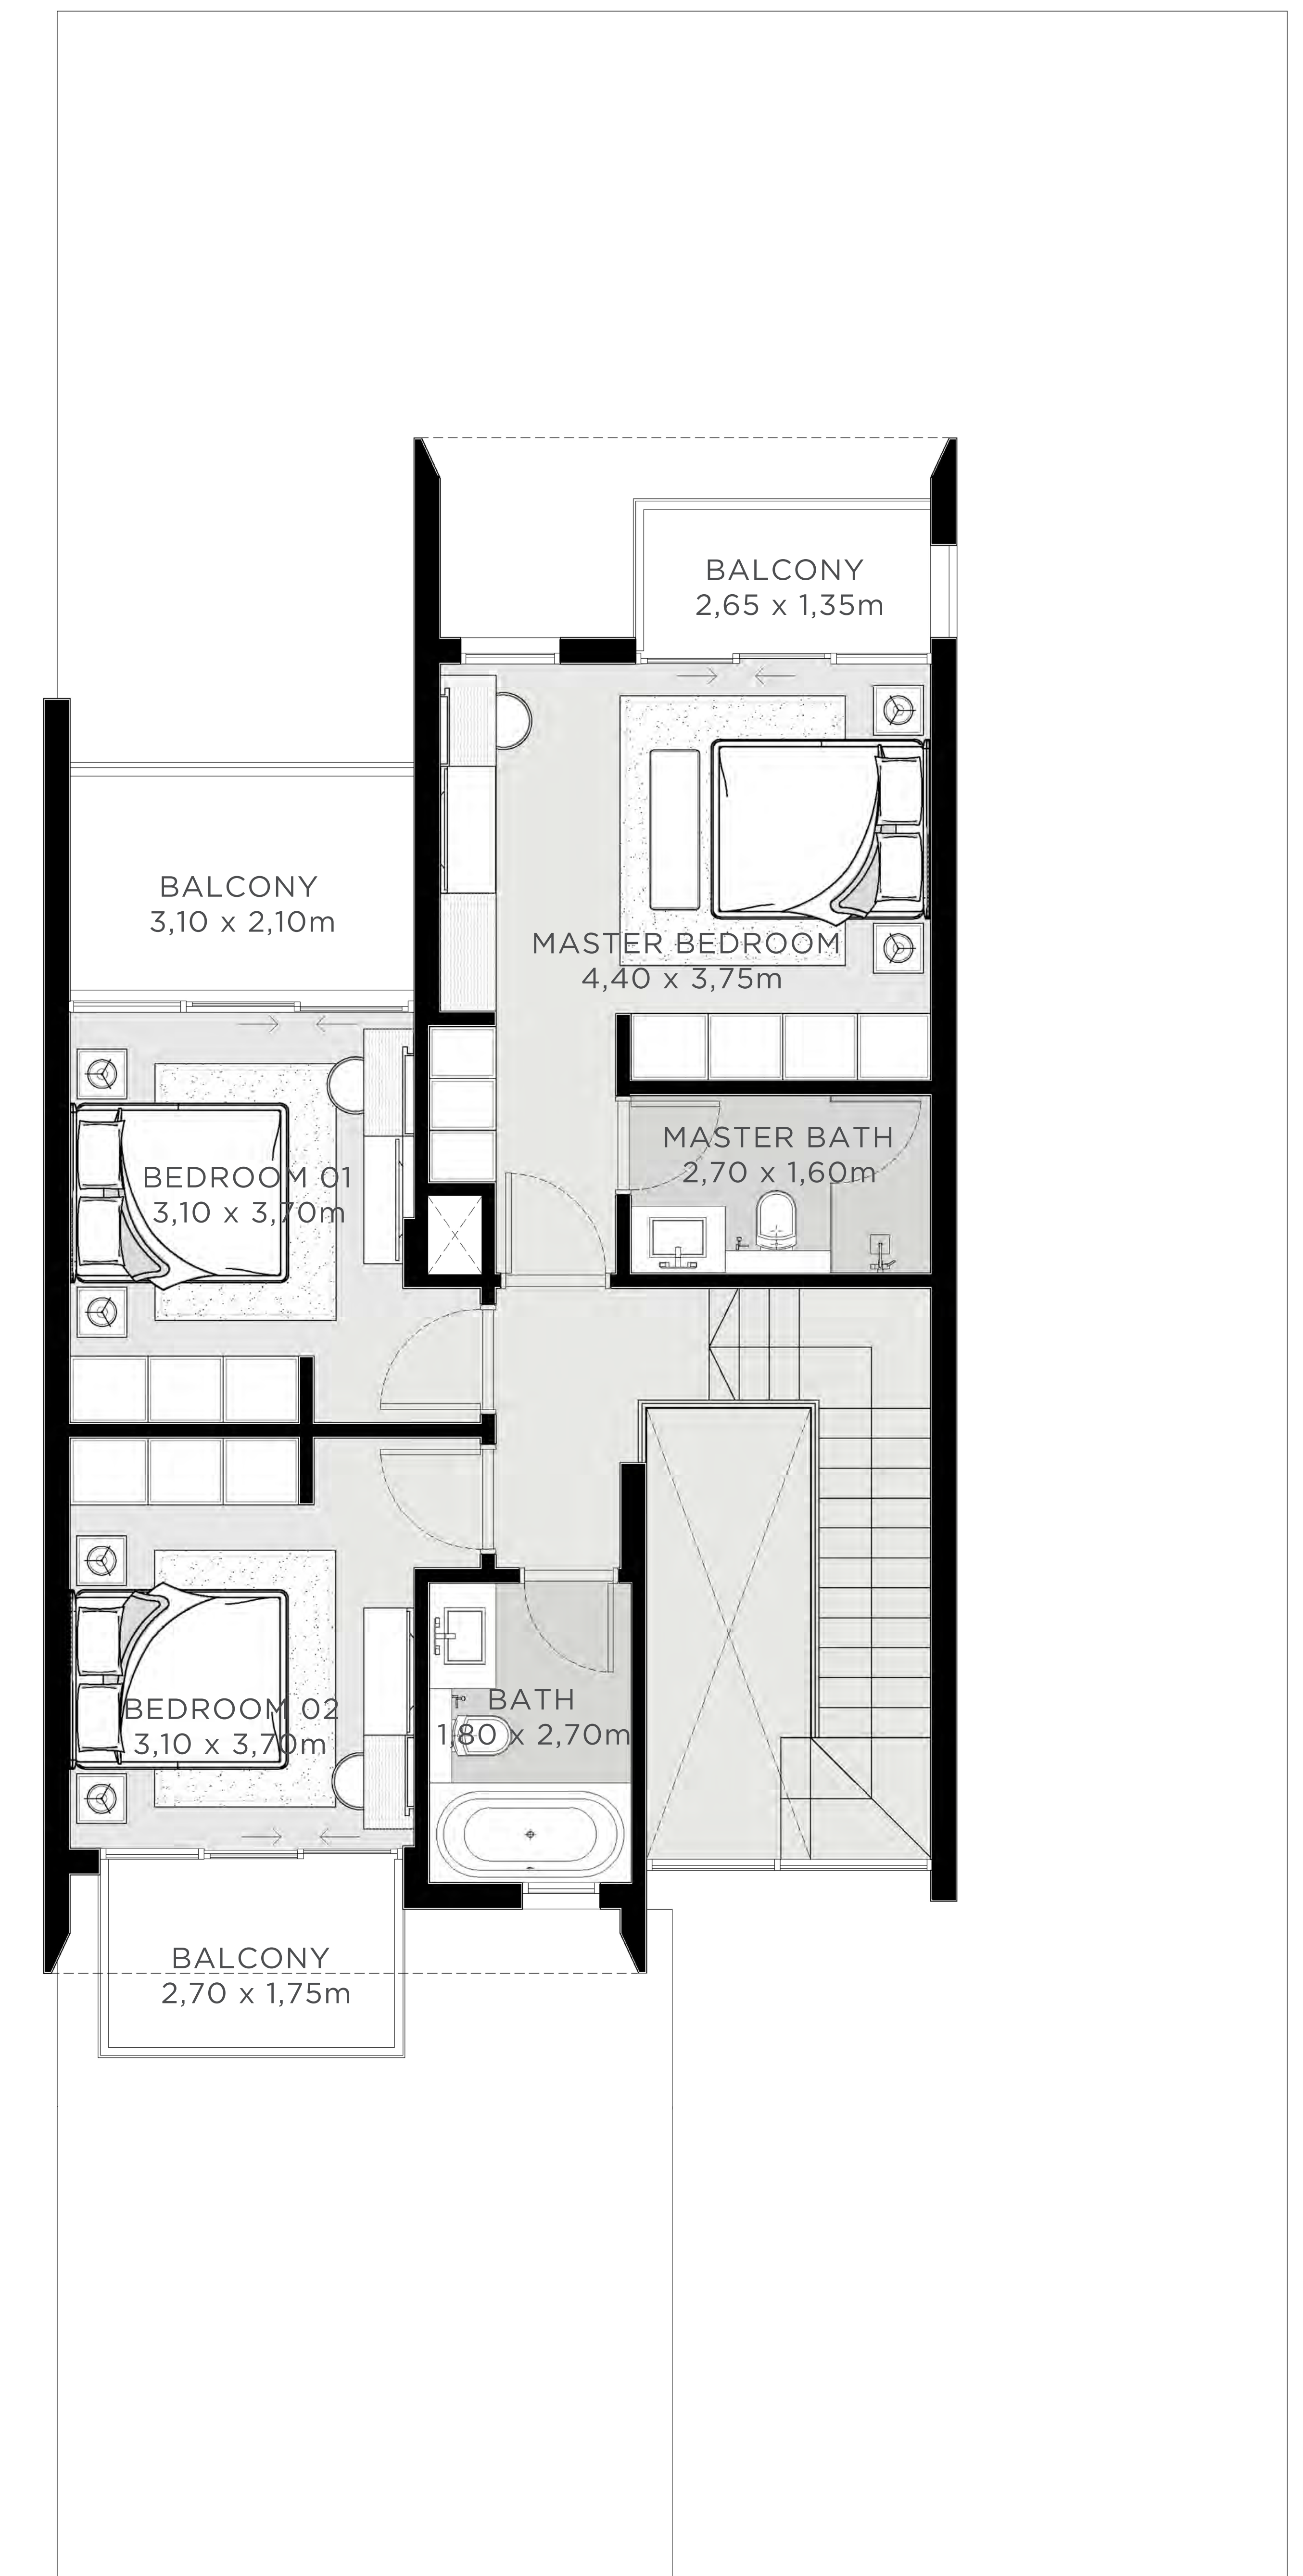 BALCONY
2,65 x 1,35m
BALCONY
3,10 x 2,10m
MASTER BEDROOM
4,40 x 3,75m
MASTER BATH
2,70 x 1,60m
BEDROOM 01
3,10 x 3,70m
BEDROOM 02
3,10 x 3,70m
BATH
1,80 x 2,70m
BALCONY
2,70 x 1,75m